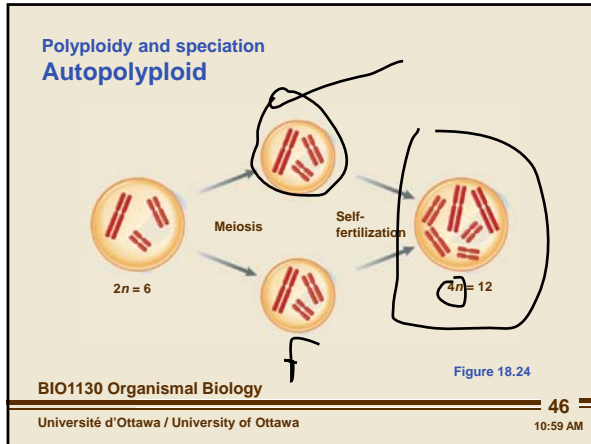 Polyploidy and speciation
Autopolyploid
Meiosis
Self-
fertilization
2n = 6
4n = 12
Figure 18.24
BIO1130 Organismal Biology
46
Université d'Ottawa / University of Ottawa
10:59 AM